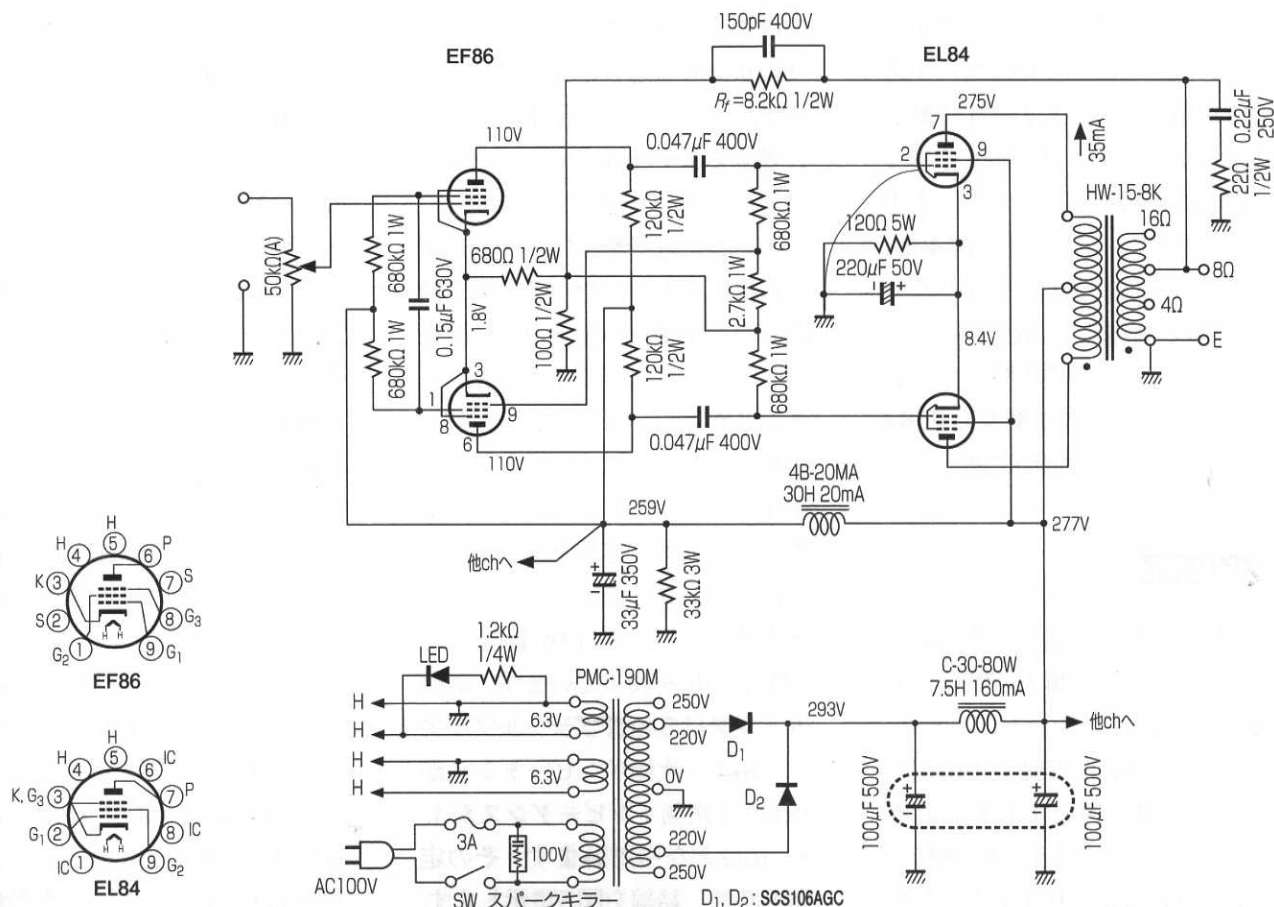 150pF 400V
EF86
EL84
Rf=8.2kΩ 1/2W
275V
0.22μF
250V
110V
0.047μF 400V
7
2
9
3
35mA
22Ω
1/2W
HW-15-8K
16Ω
50kΩ(A)
680kΩ 1W
680kΩ 1W
0.15μF 630V
1.8V
680Ω 1/2W
100Ω 1/2W
120kΩ
1/2W
120kΩ
1/2W
680kΩ 1W
2.7kΩ 1W
680kΩ 1W
120Ω 5W
220μF 50V
- +
8.4V
8Ω
4Ω
E
3
1
8
9
6
110V
0.047μF 400V
4B-20MA
30H 20mA
259V
277V
他chへ
+
-
33μF 350V
33kΩ 3W
H
H
H
4
5
6
P
K
3
7
S
S
2
8
G3
G2
1
9
G1
H H
EF86
H
H
IC
4
5
6
K, G3
3
7
P
G1
2
8
IC
IC
1
9
G2
H H
EL84
1.2kΩ
1/4W
LED
PMC-190M
H
6.3V
H
H
6.3V
H
3A
100V
AC100V
SW スパークキラー
250V
220V
0V
220V
250V
D1
D2
293V
C-30-80W
7.5H 160mA
他chへ
100μF 500V
+
-
100μF 500V
+
-
D1, D2 : SCS106AGC